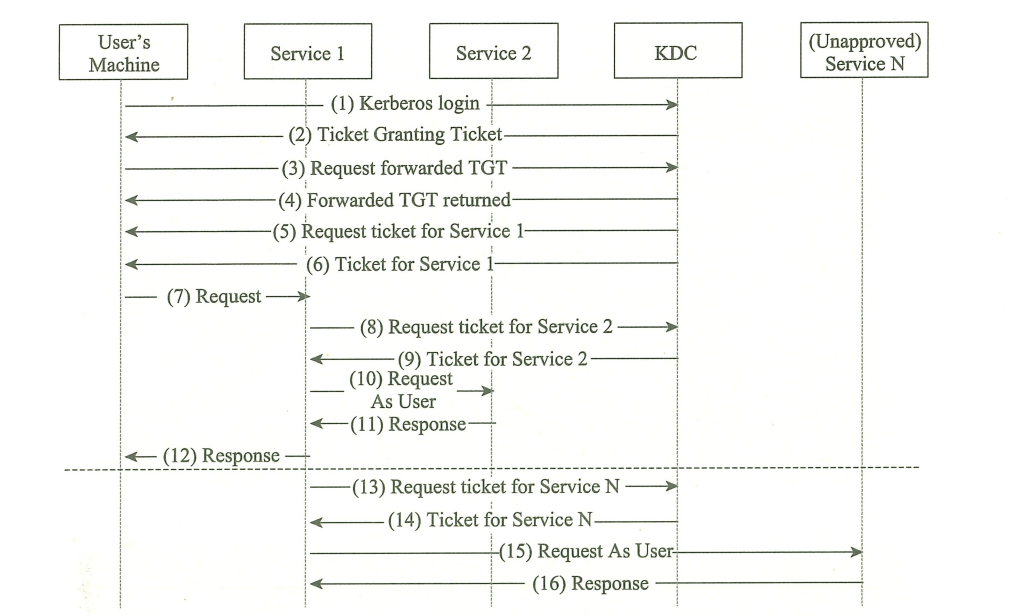 User's
Machine
Service 1
Service 2
KDC
(Unapproved)
Service N
(1) Kerberos login
(2) Ticket Granting Ticket
(3) Request forwarded TGT
(4) Forwarded TGT returned
(5) Request ticket for Service 1
(6) Ticket for Service 1
(7) Request
(8) Request ticket for Service 2
(9) Ticket for Service 2
(10) Request
As User
(11) Response
(12) Response
(13) Request ticket for Service N
(14) Ticket for Service N
(15) Request As User
(16) Response